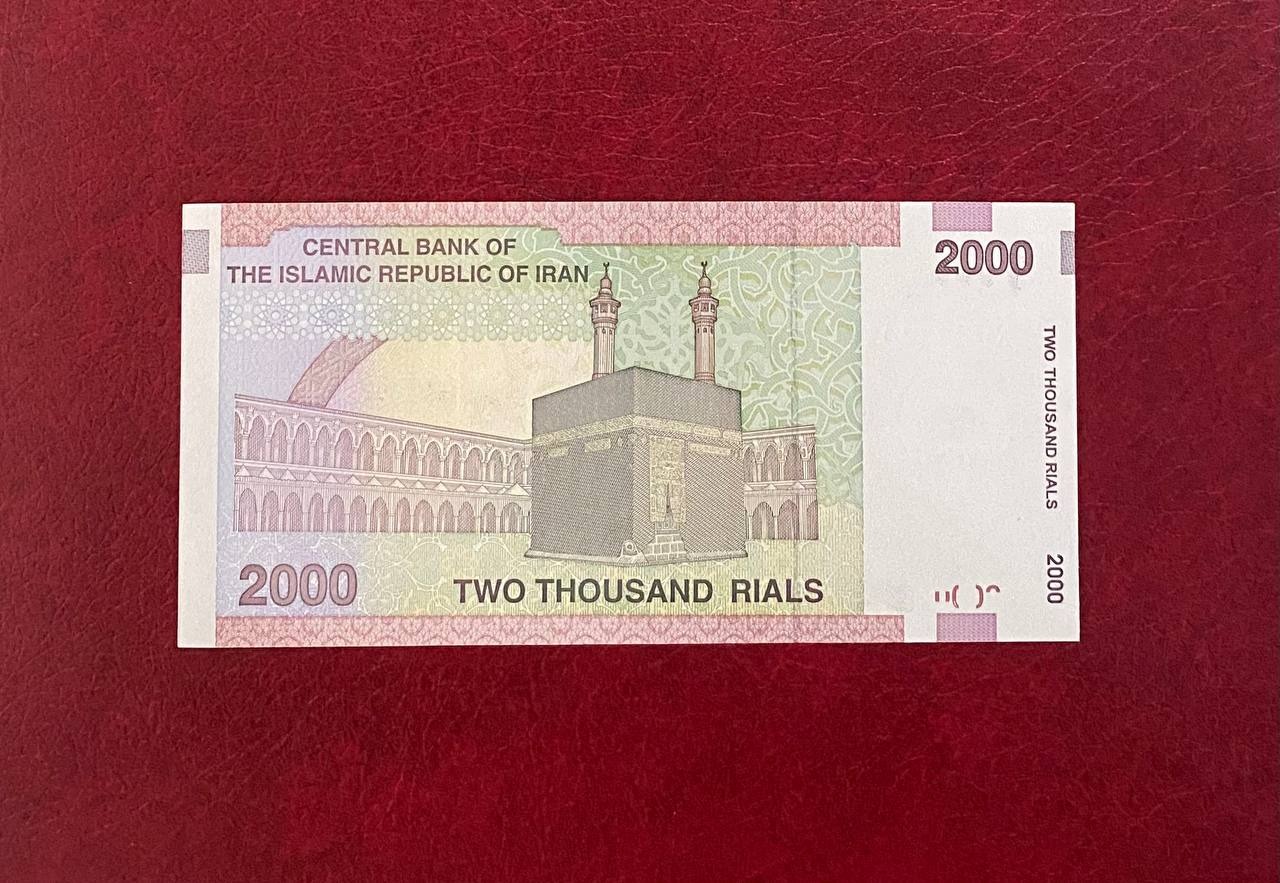 CENTRAL BANK OF
THE ISLAMIC REPUBLIC OF IRAN
2000
TWO THOUSAND RIALS
2000
TWO THOUSAND RIALS
2000